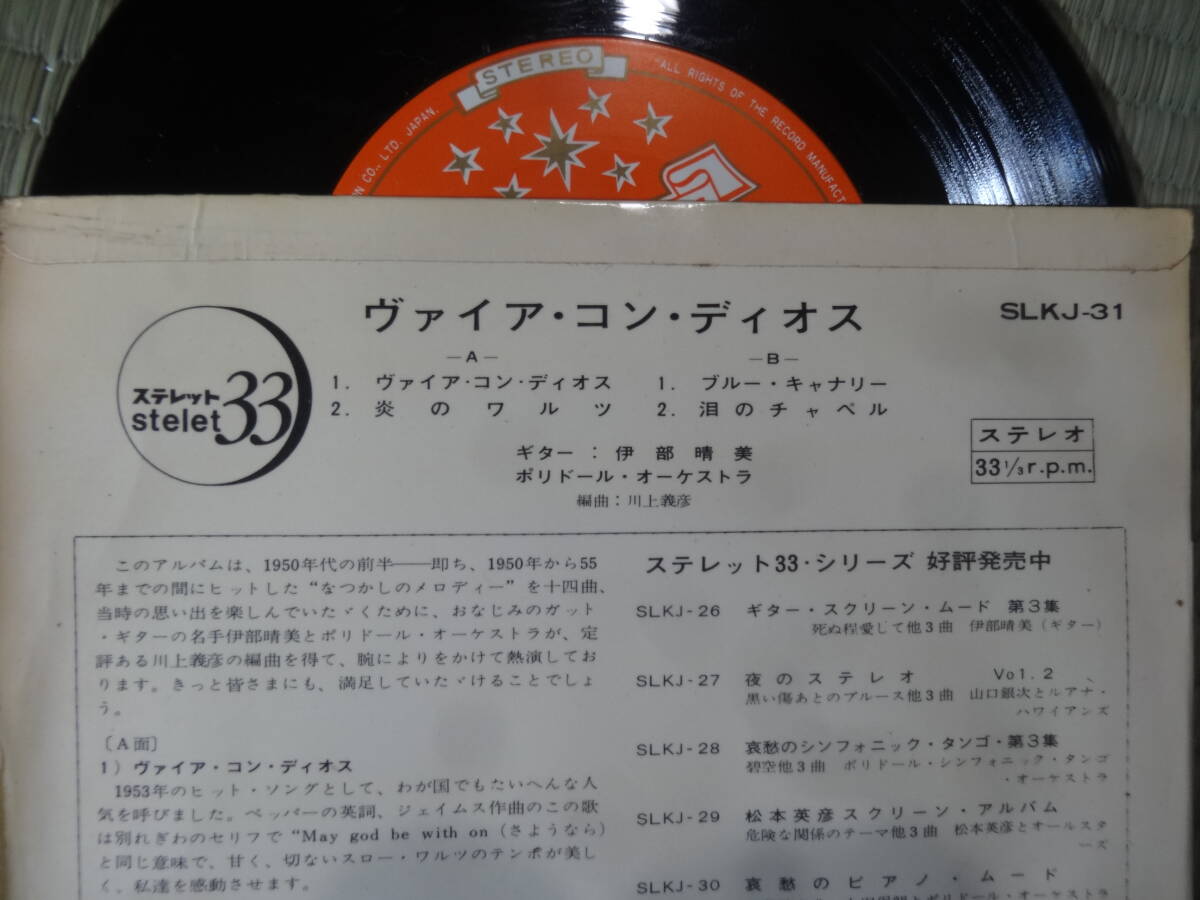 STEREO
ON CO., LTD. JAPAN.
ALL RIGHTS OF THE RECORD MANUFACT
ステレット
stelet 33
ヴァイア・コン・ディオス
SLKJ-31
—A—
1. ヴァイア・コン・ディオス
2. 炎のワルツ
—B—
1. ブルー・キャナリー
2. 泪のチャペル
ギター：伊部晴美
ポリドール・オーケストラ
編曲：川上義彦
ステレオ
33 1/3 r.p.m.
このアルバムは、1950年代の前半——即ち、1950年から55
年までの間にヒットした“なつかしのメロディー”を十四曲、
当時の思い出を楽しんでいたゞくために、おなじみのガット
・ギターの名手伊部晴美とポリドール・オーケストラが、定
評ある川上義彦の編曲を得て、腕によりをかけて熱演してお
ります。きっと皆さまにも、満足していたゞけることでしょ
う。
〔A面〕
1）ヴァイア・コン・ディオス
1953年のヒット・ソングとして、わが国でもたいへんな人
気を呼びました。ペッパーの英詞、ジェイムス作曲のこの歌
は別れぎわのセリフで“May god be with on（さようなら）
と同じ意味で、甘く、切ないスロー・ワルツのテンポが美し
く、私達を感動させます。
ステレット33・シリーズ 好評発売中
SLKJ-26 ギター・スクリーン・ムード 第3集
死ぬ程愛して他3曲 伊部晴美（ギター）
SLKJ-27 夜のステレオ Vol. 2
黒い傷あとのブルース他3曲 山口銀次とルアナ・
ハワイアンズ
SLKJ-28 哀愁のシンフォニック・タンゴ・第3集
碧空他3曲 ポリドール・シンフォニック・タンゴ
・オーケストラ
SLKJ-29 松本英彦スクリーン・アルバム
危険な関係のテーマ他3曲 松本英彦とオールスタ
ーズ
SLKJ-30 哀愁のピアノ・ムード